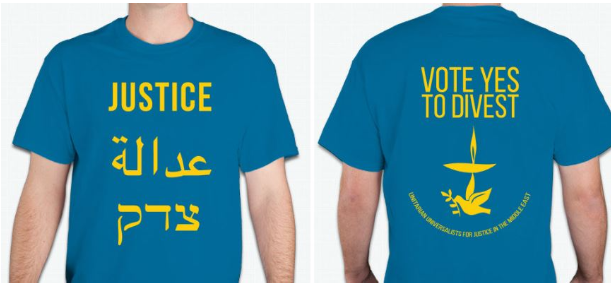 JUSTICE
عدالة
צדק
VOTE YES
TO DIVEST
UNITARIAN UNIVERSALISTS FOR JUSTICE IN THE MIDDLE EAST